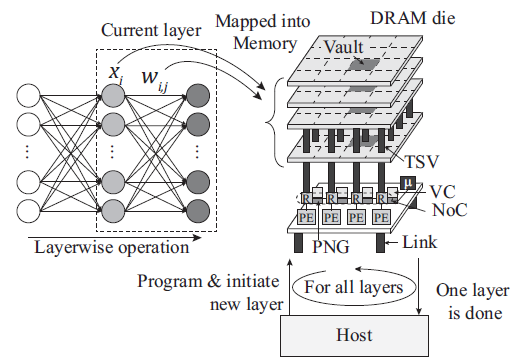 Current layer
Mapped into
Memory
DRAM die
Vault
x_i
w_{i,j}
⋮ ⋮ ⋮
TSV
μ
VC
NoC
R R R R
PE PE PE PE
PNG
Link
Layerwise operation
Program & initiate
new layer
For all layers
One layer
is done
Host